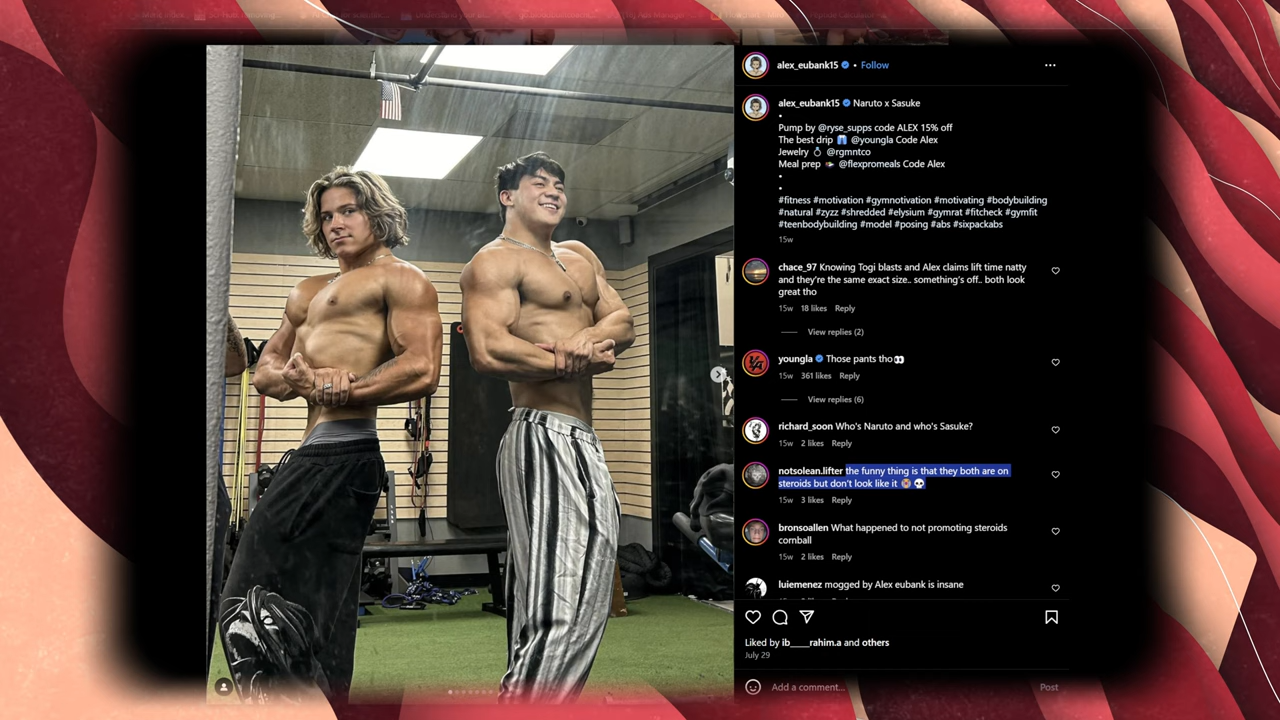 alex_eubank15 • Follow
alex_eubank15 Naruto x Sasuke
•
Pump by @ryse_supps code ALEX 15% off
The best drip 👖 @youngla Code Alex
Jewelry 💍 @rgmntco
Meal prep 🍛 @flexpromeals Code Alex
•
•
#fitness #motivation #gymnotivation #motivating #bodybuilding
#natural #zyzz #shredded #elysium #gymrat #fitcheck #gymfit
#teenbodybuilding #model #posing #abs #sixpackabs
15w
chace_97 Knowing Togi blasts and Alex claims lift time natty
and they're the same exact size.. something's off.. both look
great tho
15w 18 likes Reply
View replies (2)
youngla Those pants tho👀
15w 361 likes Reply
View replies (6)
richard_soon Who's Naruto and who's Sasuke?
15w 2 likes Reply
notsolean.lifter the funny thing is that they both are on
steroids but don't look like it 💀
15w 3 likes Reply
bronsoallen What happened to not promoting steroids
cornball
15w 2 likes Reply
luiemenez mogged by Alex eubank is insane
Liked by ib____rahim.a and others
July 29
Add a comment... Post